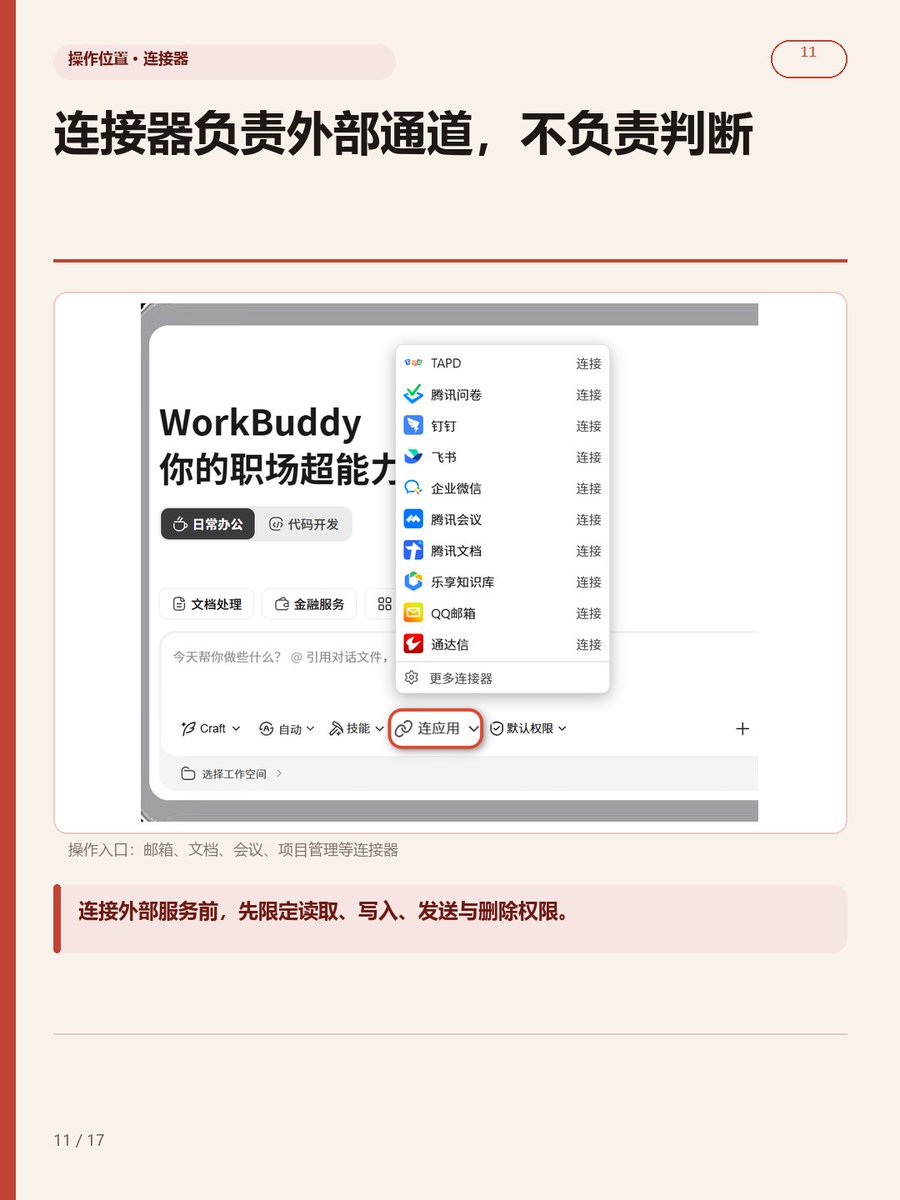 操作位置·连接器
11
连接器负责外部通道，不负责判断
WorkBuddy
你的职场超能力
日常办公
代码开发
文档处理
金融服务
今天帮你做些什么？ @ 引用对话文件，
TAPD 连接
腾讯问卷 连接
钉钉 连接
飞书 连接
企业微信 连接
腾讯会议 连接
腾讯文档 连接
乐享知识库 连接
QQ邮箱 连接
通达信 连接
更多连接器
Craft 自动 技能 连应用 默认权限
选择工作空间
操作入口：邮箱、文档、会议、项目管理等连接器
连接外部服务前，先限定读取、写入、发送与删除权限。
11 / 17